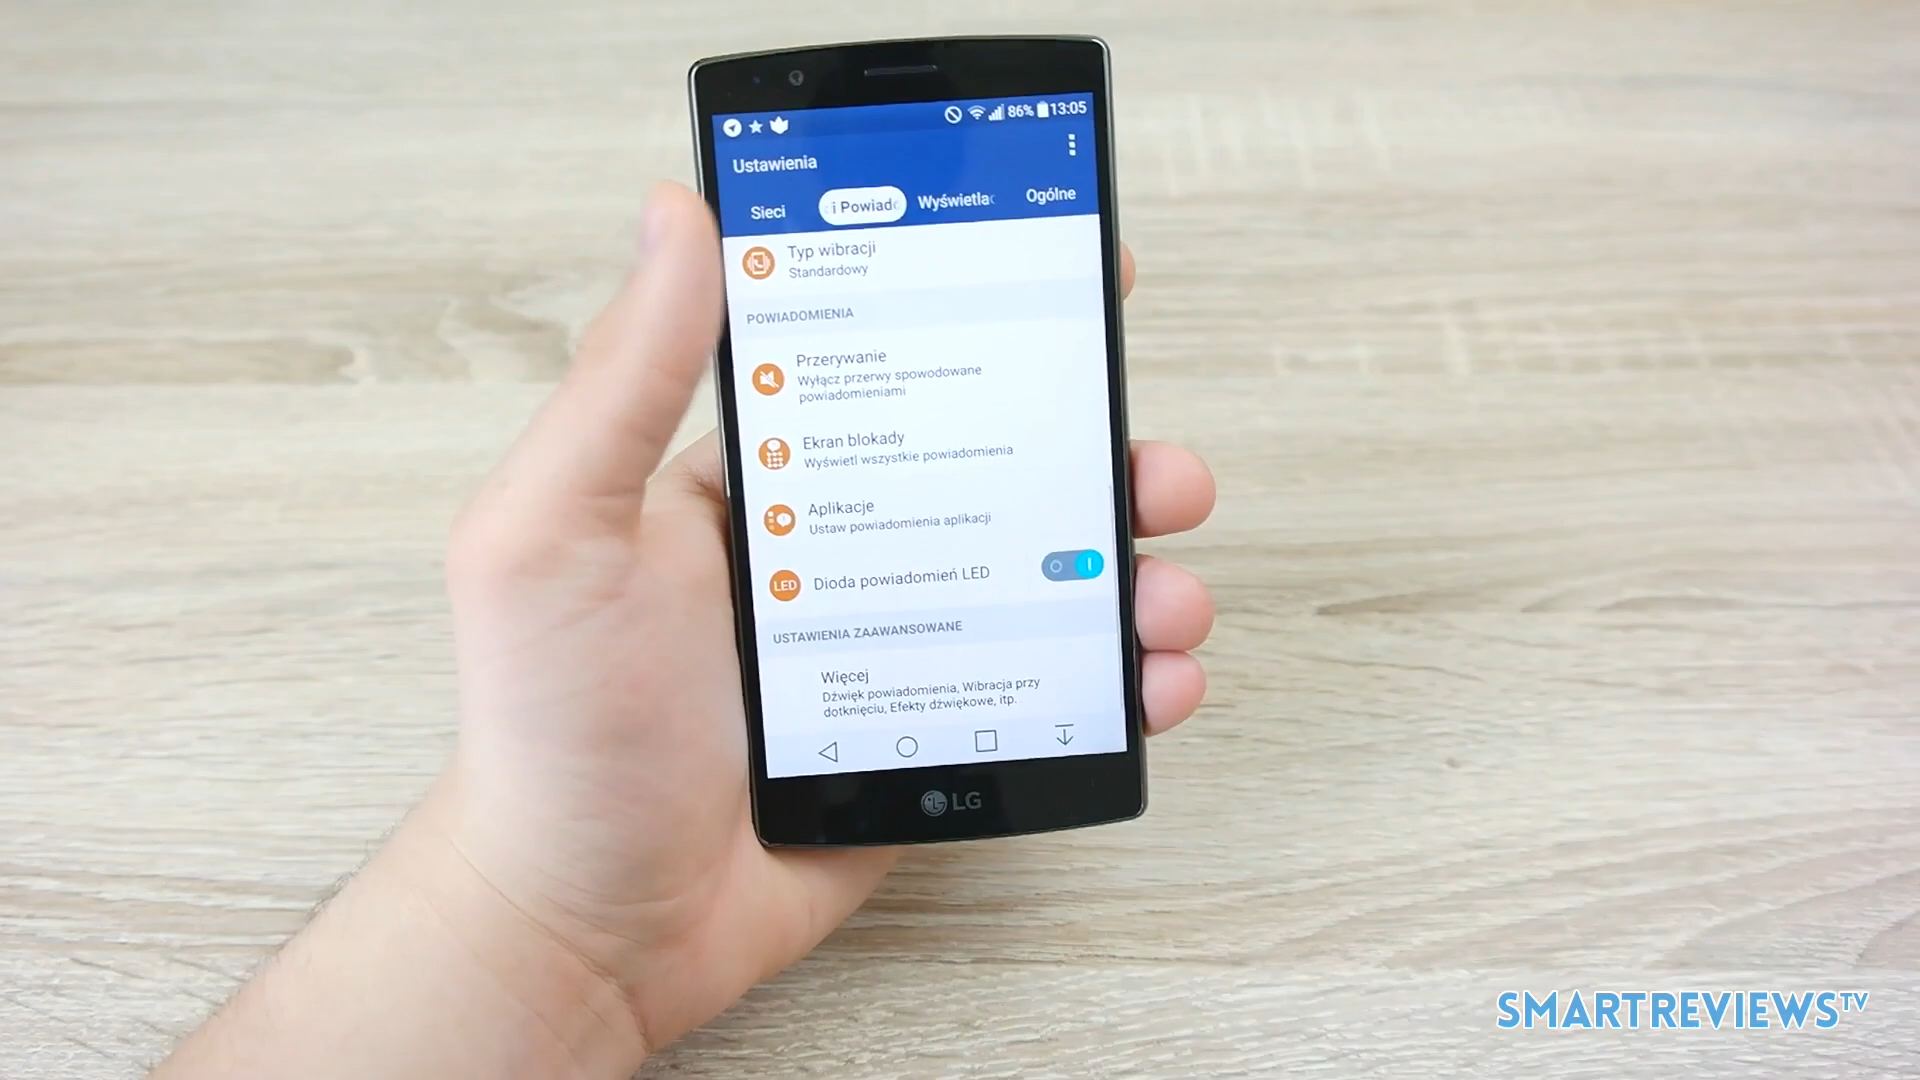 86% 13:05
Ustawienia
Sieci i Powiado Wyświetlac Ogólne
Typ wibracji
Standardowy
POWIADOMIENIA
Przerywanie
Wyłącz przerwy spowodowane
powiadomieniami
Ekran blokady
Wyświetl wszystkie powiadomienia
Aplikacje
Ustaw powiadomienia aplikacji
LED Dioda powiadomień LED
USTAWIENIA ZAAWANSOWANE
Więcej
Dźwięk powiadomienia, Wibracja przy
dotknięciu, Efekty dźwiękowe, itp.
LG
SMARTREVIEWSTV